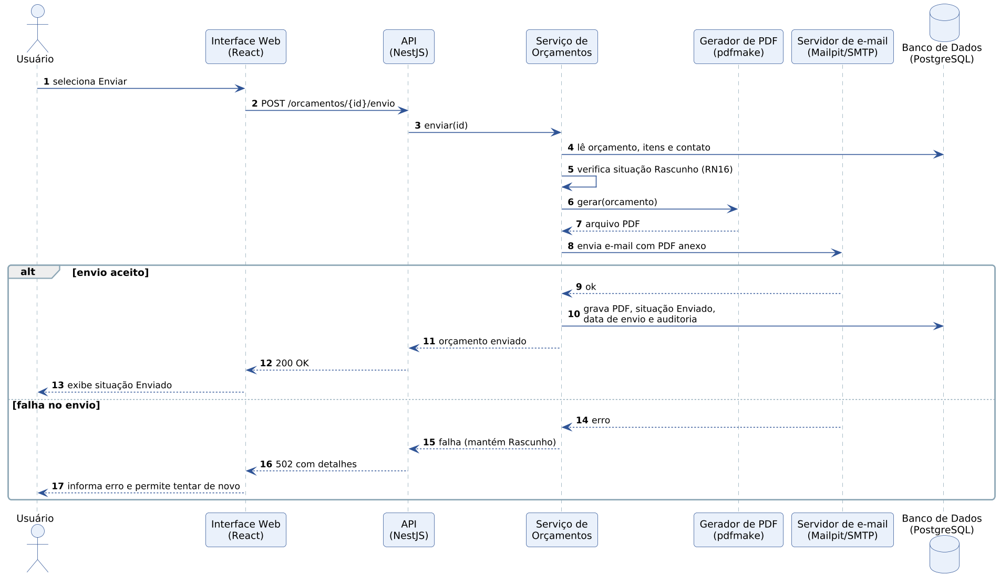 Usuário
Interface Web
(React)
API
(NestJS)
Serviço de
Orçamentos
Gerador de PDF
(pdfmake)
Servidor de e-mail
(Mailpit/SMTP)
Banco de Dados
(PostgreSQL)
1 seleciona Enviar
2 POST /orcamentos/{id}/envio
3 enviar(id)
4 lê orçamento, itens e contato
5 verifica situação Rascunho (RN16)
6 gerar(orcamento)
7 arquivo PDF
8 envia e-mail com PDF anexo
alt [envio aceito]
9 ok
10 grava PDF, situação Enviado,
data de envio e auditoria
11 orçamento enviado
12 200 OK
13 exibe situação Enviado
[falha no envio]
14 erro
15 falha (mantém Rascunho)
16 502 com detalhes
17 informa erro e permite tentar de novo
Usuário
Interface Web
(React)
API
(NestJS)
Serviço de
Orçamentos
Gerador de PDF
(pdfmake)
Servidor de e-mail
(Mailpit/SMTP)
Banco de Dados
(PostgreSQL)